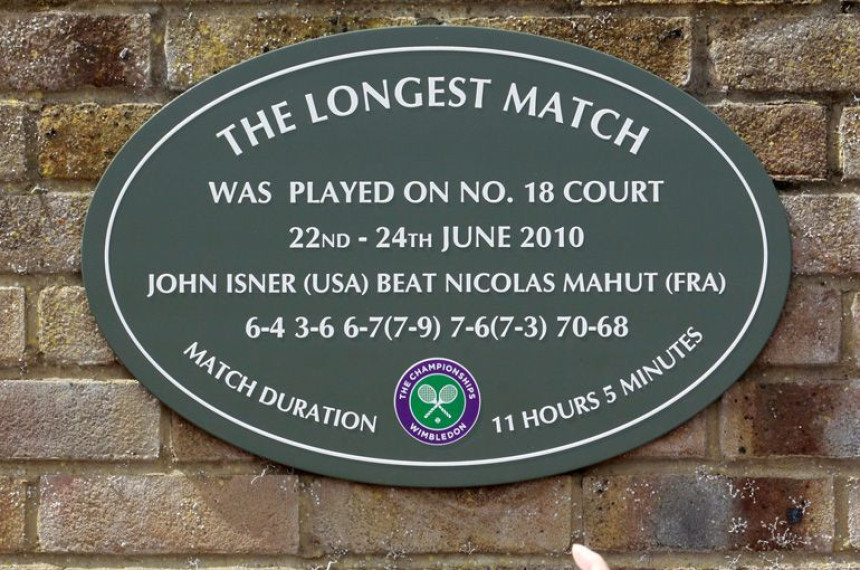 THE LONGEST MATCH
WAS PLAYED ON NO. 18 COURT
22ND - 24TH JUNE 2010
JOHN ISNER (USA) BEAT NICOLAS MAHUT (FRA)
6-4 3-6 6-7(7-9) 7-6(7-3) 70-68
MATCH DURATION
THE CHAMPIONSHIPS
WIMBLEDON
11 HOURS 5 MINUTES